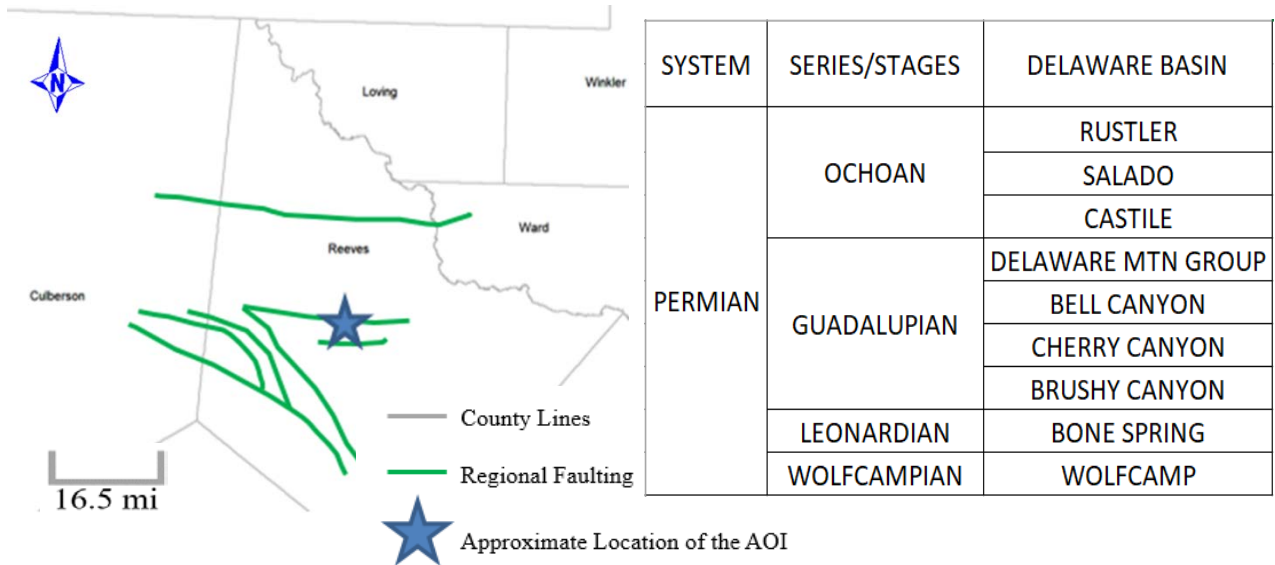 N
Loving
Winkler
Ward
Reeves
Culberson
County Lines
Regional Faulting
16.5 mi
Approximate Location of the AOI
SYSTEM SERIES/STAGES DELAWARE BASIN
PERMIAN
OCHOAN
RUSTLER
SALADO
CASTILE
GUADALUPIAN
DELAWARE MTN GROUP
BELL CANYON
CHERRY CANYON
BRUSHY CANYON
LEONARDIAN BONE SPRING
WOLFCAMPIAN WOLFCAMP